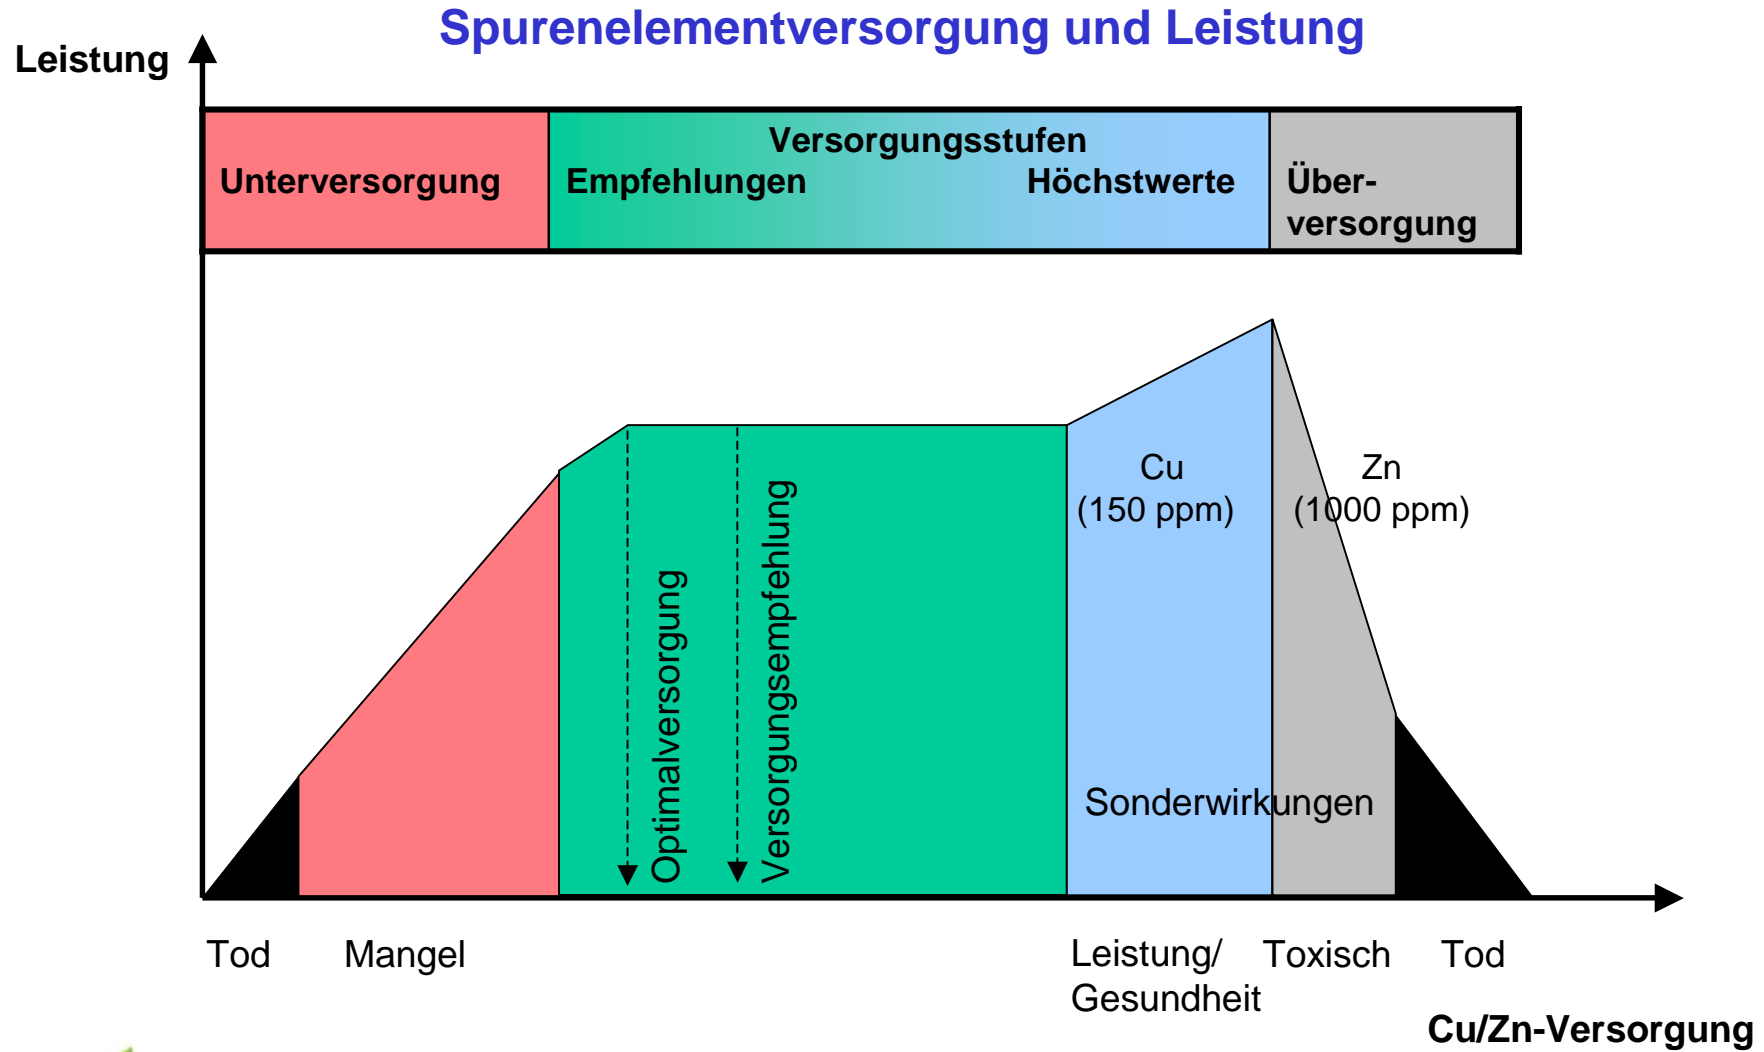 Spurenelementversorgung und Leistung
Leistung
Versorgungsstufen
Unterversorgung
Empfehlungen
Höchstwerte
Über-
versorgung
Cu
(150 ppm)
Zn
(1000 ppm)
Optimalversorgung
Versorgungsempfehlung
Sonderwirkungen
Tod
Mangel
Leistung/
Gesundheit
Toxisch
Tod
Cu/Zn-Versorgung